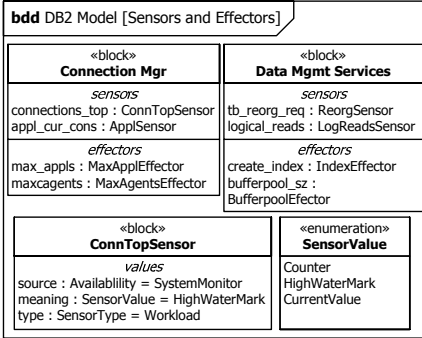 bdd DB2 Model [Sensors and Effectors]
«block»
Connection Mgr
sensors
connections_top : ConnTopSensor
appl_cur_cons : ApplSensor
effectors
max_appls : MaxApplEffector
maxcagents : MaxAgentsEffector
«block»
Data Mgmt Services
sensors
tb_reorg_req : ReorgSensor
logical_reads : LogReadsSensor
effectors
create_index : IndexEffector
bufferpool_sz :
BufferpoolEfector
«block»
ConnTopSensor
values
source : Availablility = SystemMonitor
meaning : SensorValue = HighWaterMark
type : SensorType = Workload
«enumeration»
SensorValue
Counter
HighWaterMark
CurrentValue